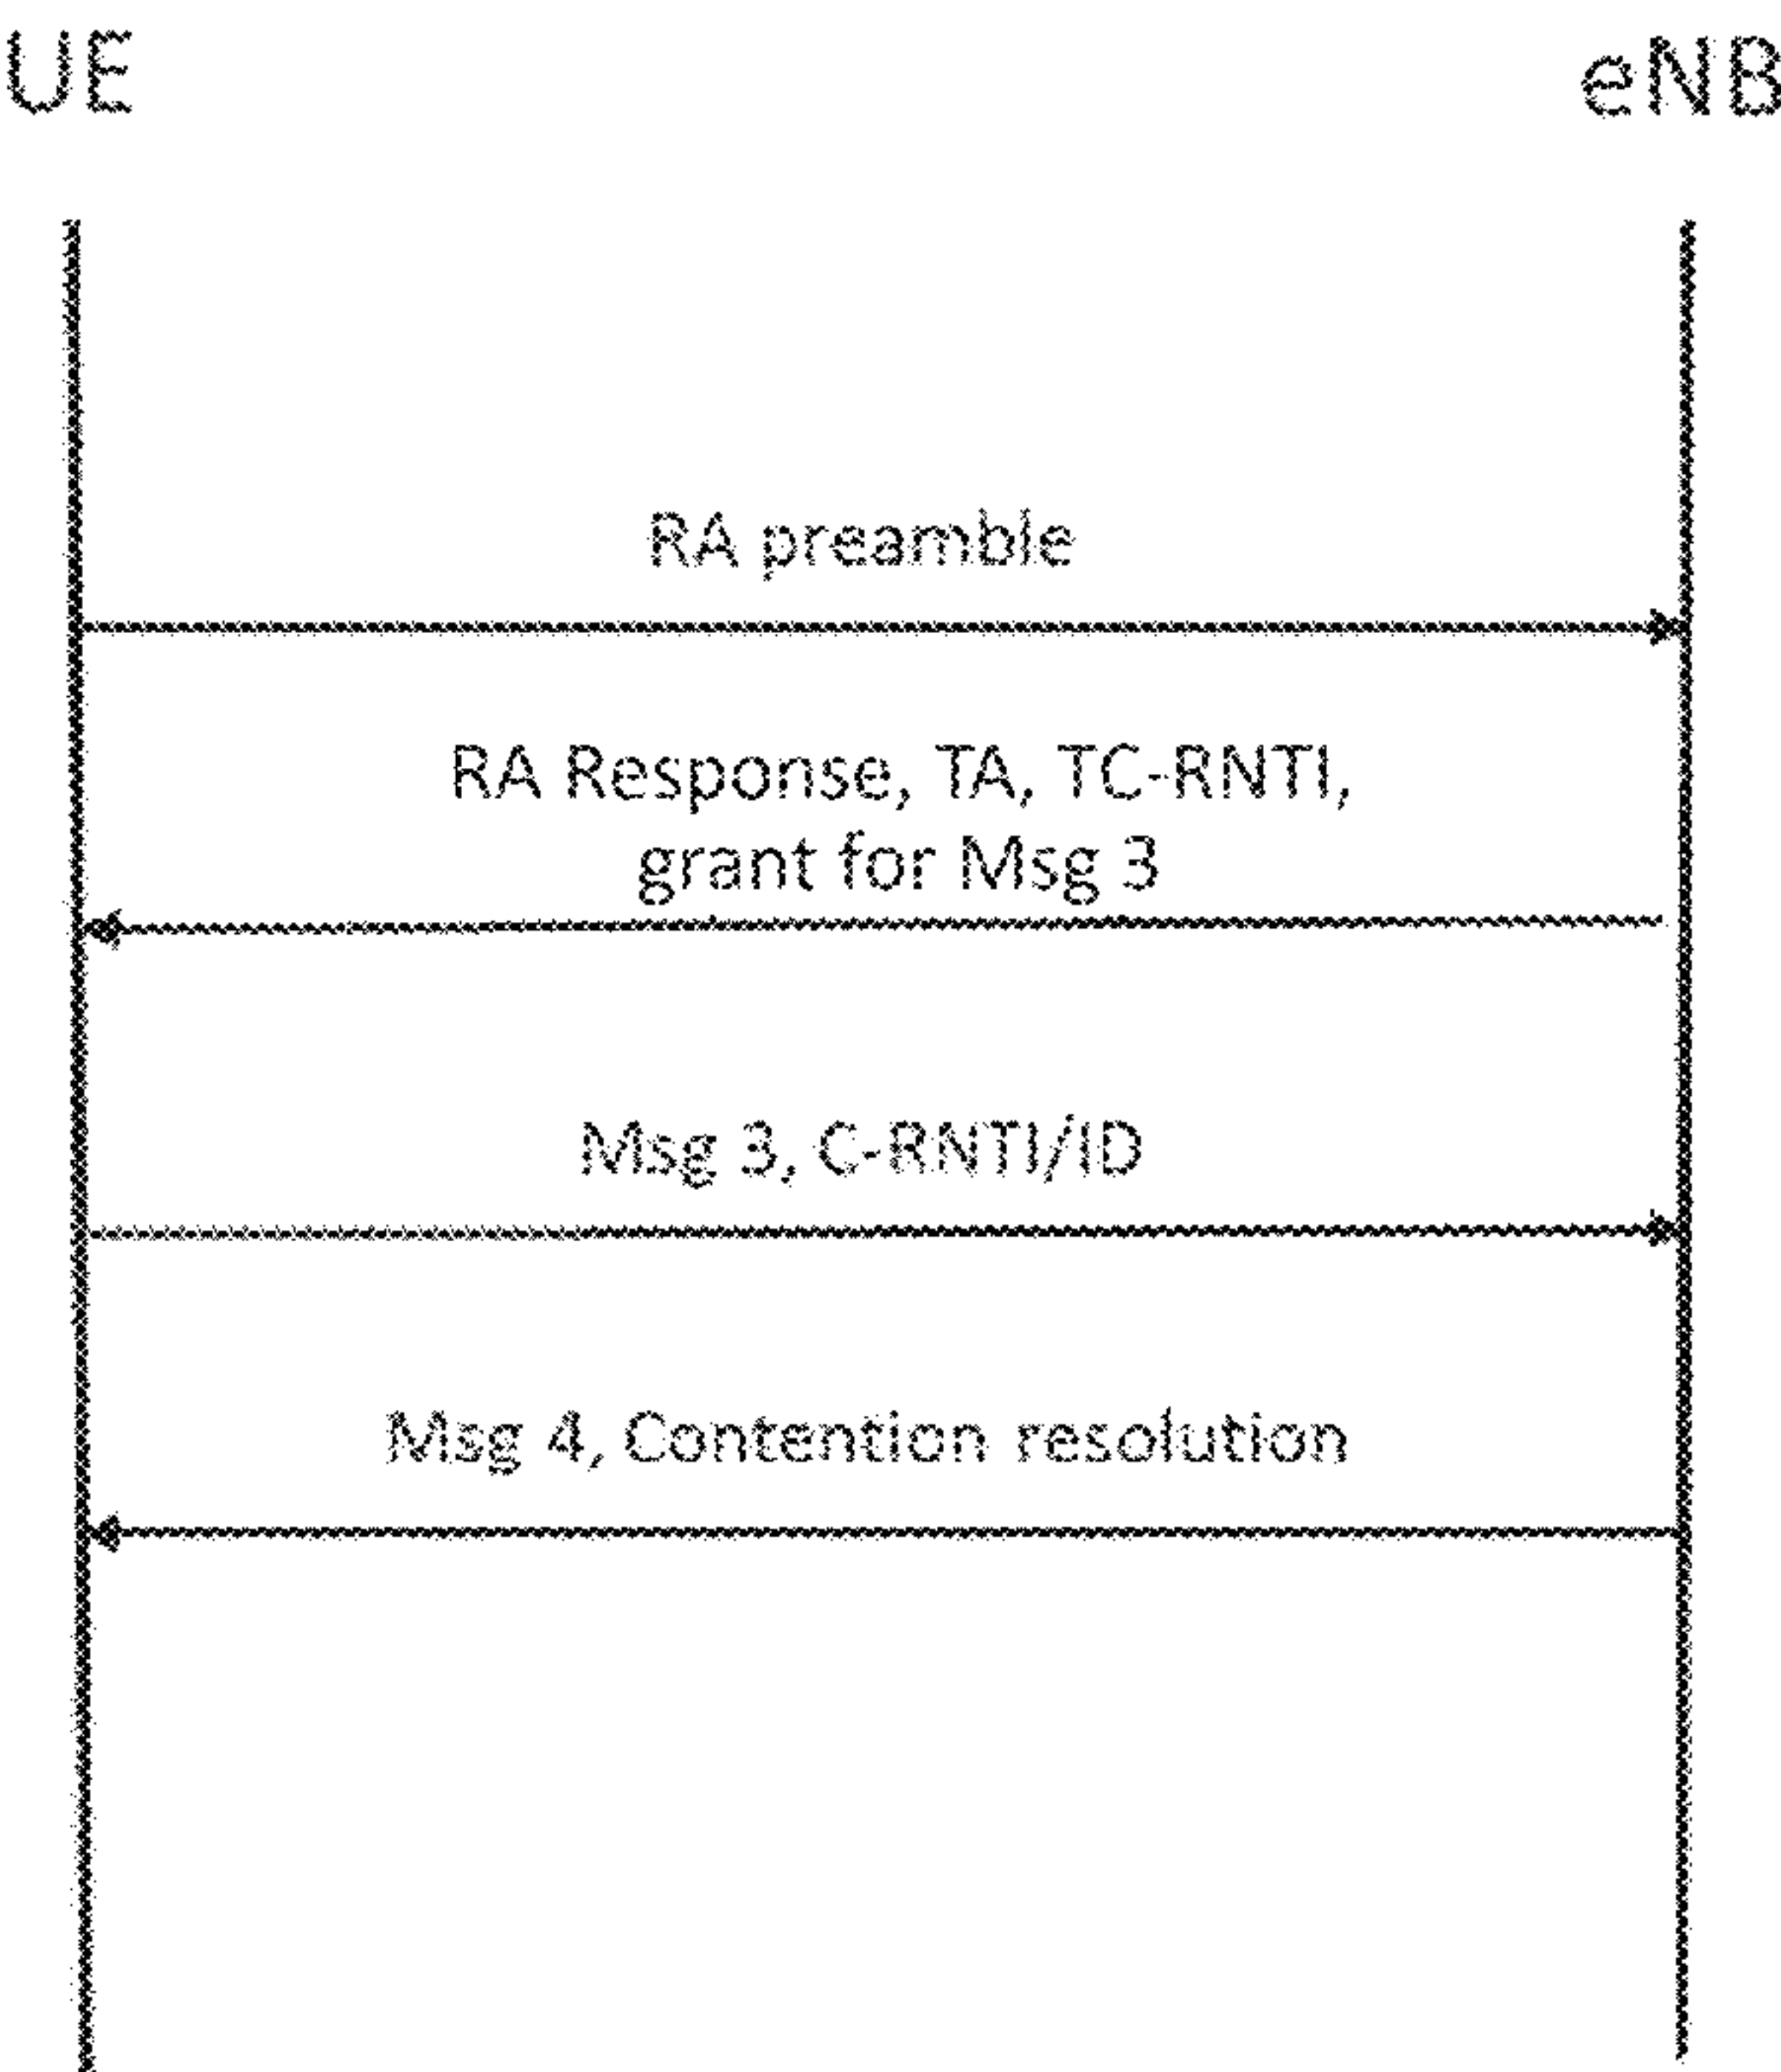 UE
eNB
RA preamble
RA Response, TA, TC-RNTI,
grant for Msg 3
Msg 3, C-RNTI/ID
Msg 4, Contention resolution